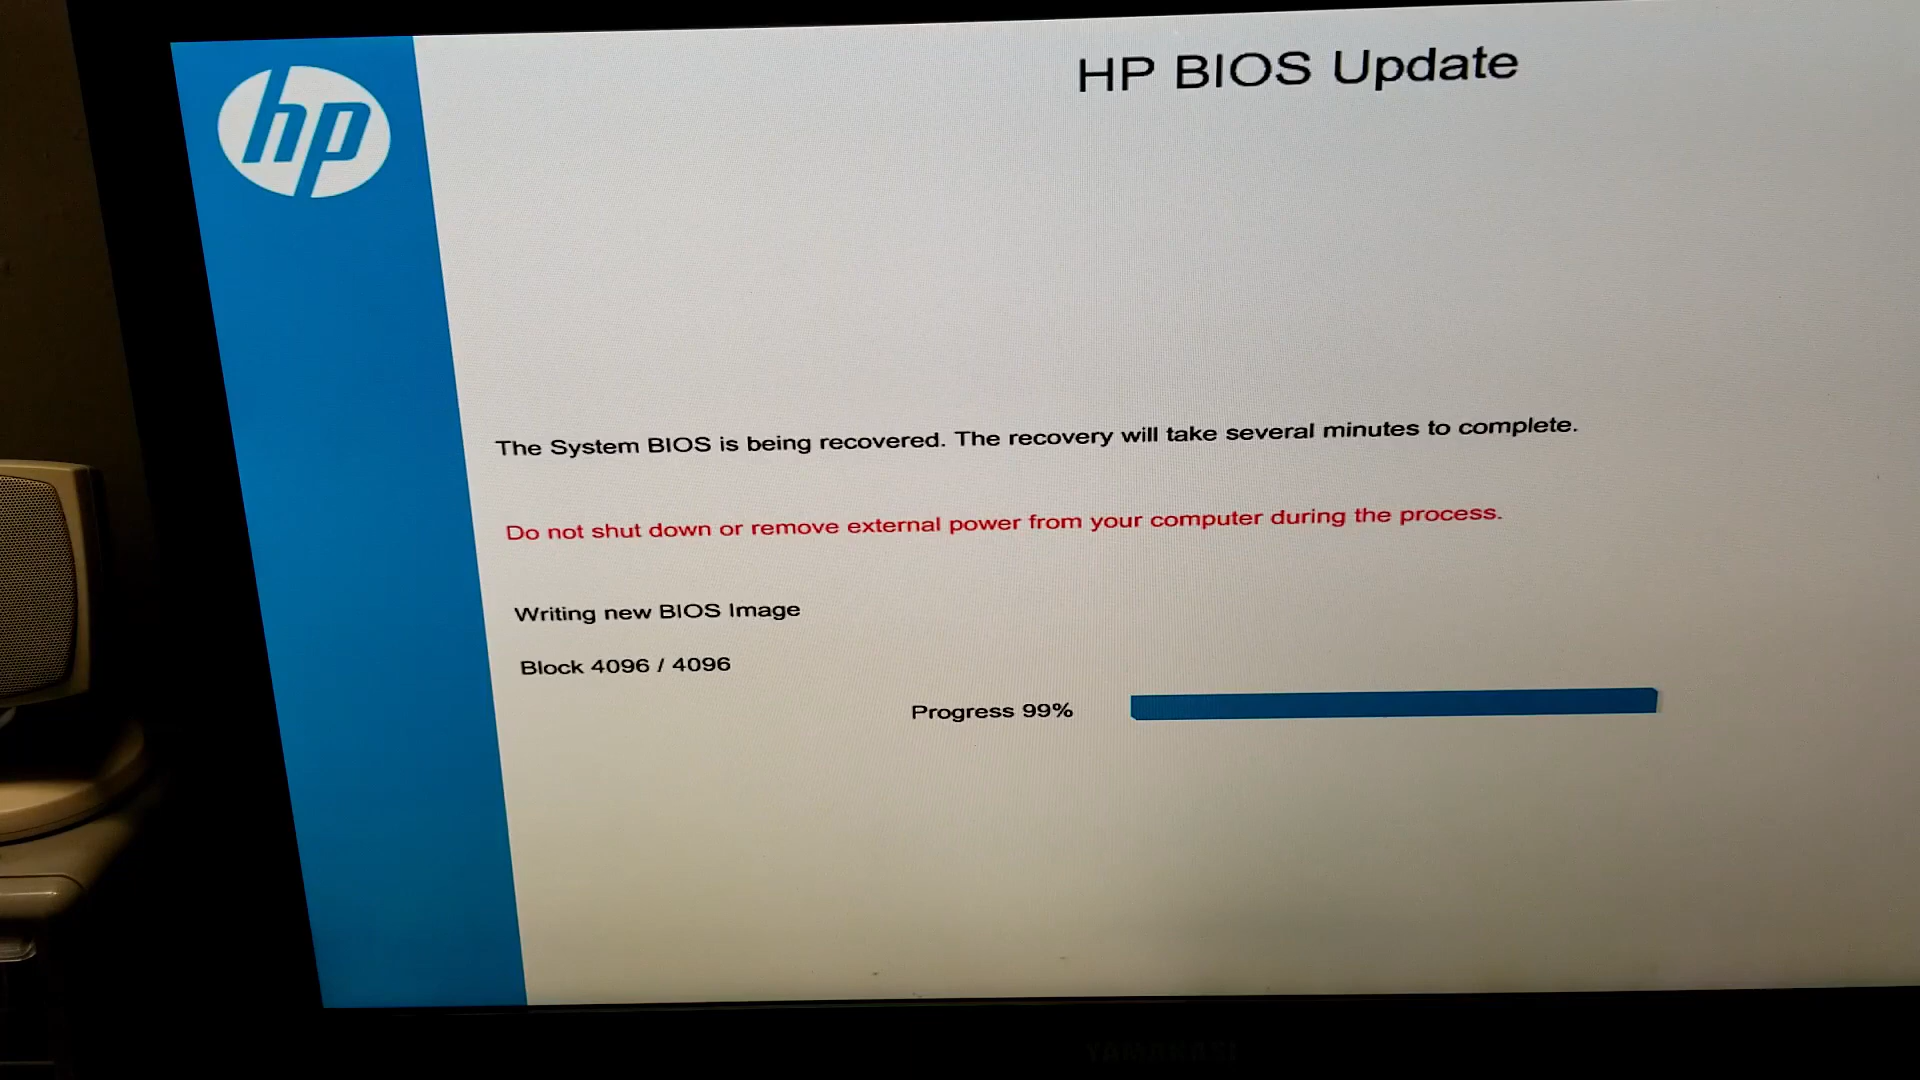 hp
HP BIOS Update
The System BIOS is being recovered. The recovery will take several minutes to complete.
Do not shut down or remove external power from your computer during the process.
Writing new BIOS Image
Block 4096 / 4096
Progress 99%